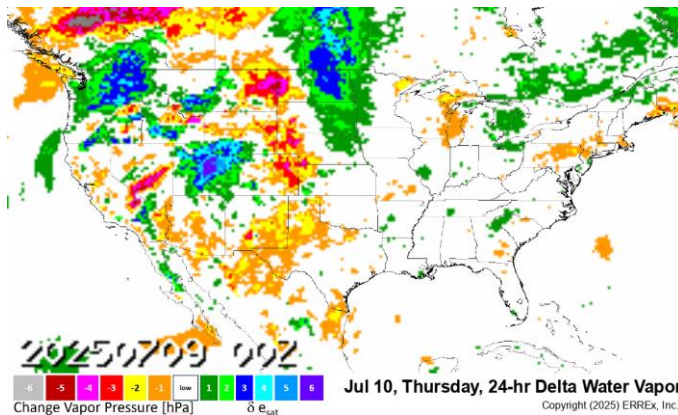 20250709 00Z
-6 -5 -4 -3 -2 -1 low 1 2 3 4 5 6
Change Vapor Pressure [hPa] δ esat
Jul 10, Thursday, 24-hr Delta Water Vapor
Copyright (2025) ERREx, Inc.